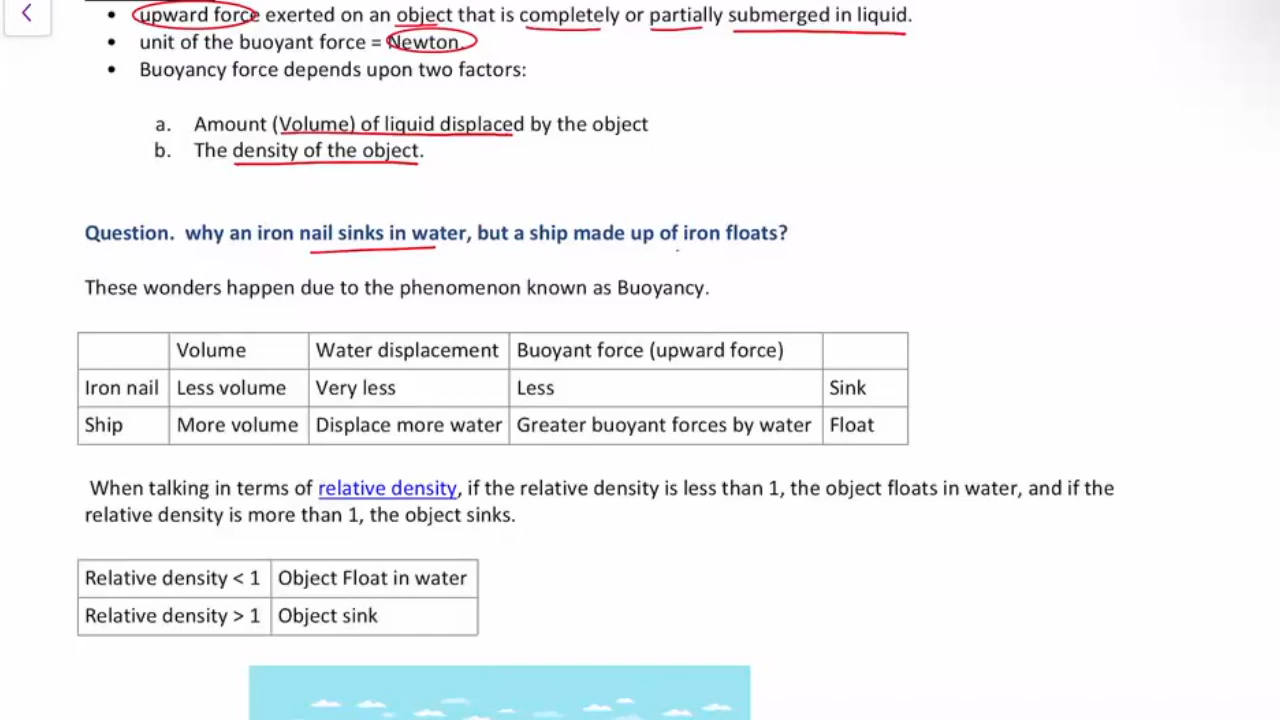 • upward force exerted on an object that is completely or partially submerged in liquid.
• unit of the buoyant force = Newton.
• Buoyancy force depends upon two factors:
a. Amount (Volume) of liquid displaced by the object
b. The density of the object.
Question. why an iron nail sinks in water, but a ship made up of iron floats?
These wonders happen due to the phenomenon known as Buoyancy.
Volume Water displacement Buoyant force (upward force)
Iron nail Less volume Very less Less Sink
Ship More volume Displace more water Greater buoyant forces by water Float
When talking in terms of relative density, if the relative density is less than 1, the object floats in water, and if the
relative density is more than 1, the object sinks.
Relative density < 1 Object Float in water
Relative density > 1 Object sink